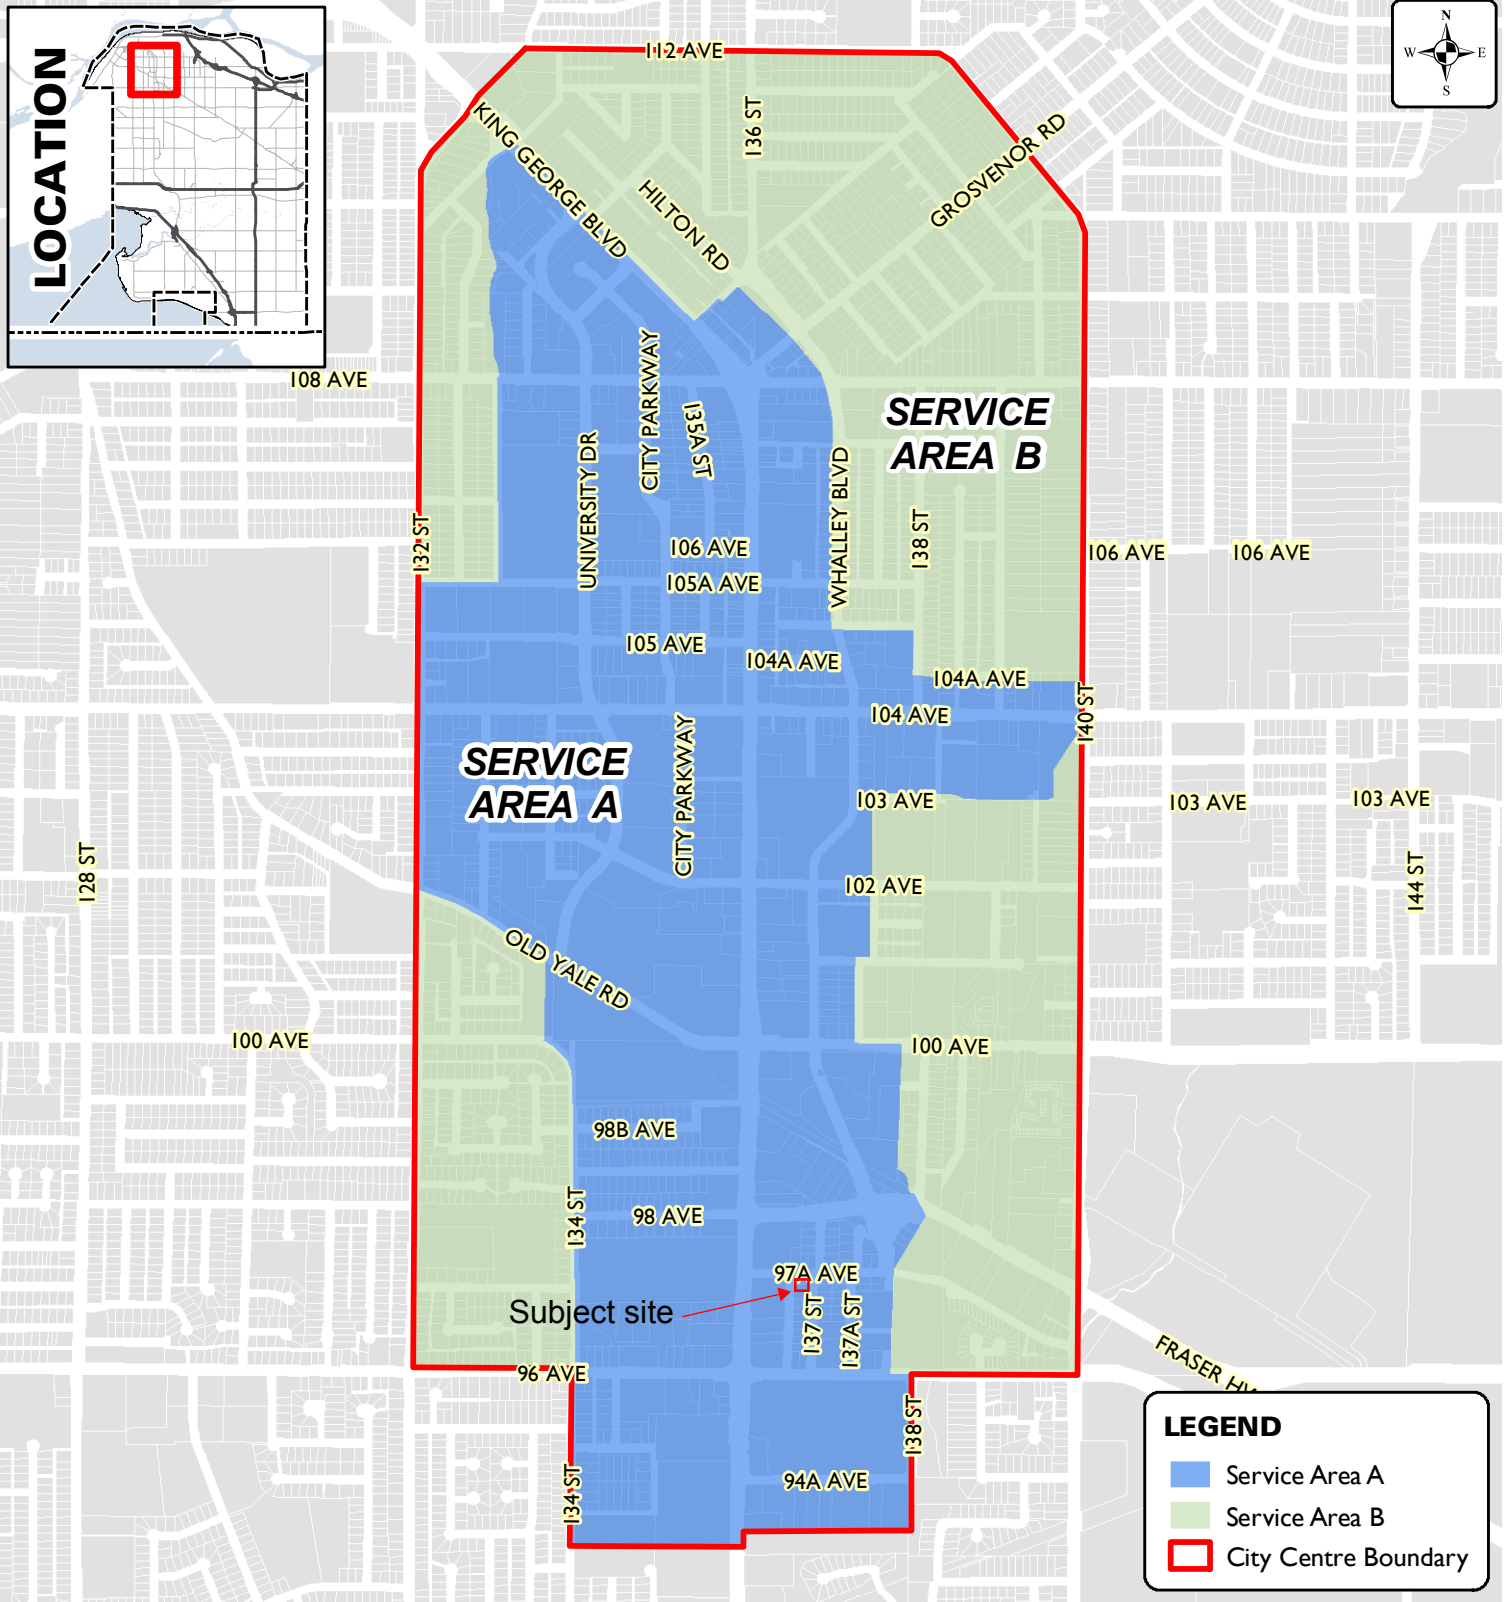 LOCATION
N
W E
S
112 AVE
KING GEORGE BLVD
136 ST
HILTON RD
GROSVENOR RD
108 AVE
CITY PARKWAY
135A ST
SERVICE
AREA B
UNIVERSITY DR
WHALLEY BLVD
132 ST
138 ST
106 AVE
106 AVE
106 AVE
105A AVE
105 AVE
104A AVE
104A AVE
140 ST
104 AVE
SERVICE
AREA A
CITY PARKWAY
103 AVE
103 AVE
103 AVE
128 ST
102 AVE
144 ST
OLD YALE RD
100 AVE
100 AVE
98B AVE
134 ST
98 AVE
97A AVE
Subject site
137 ST
137A ST
96 AVE
FRASER HW
138 ST
134 ST
94A AVE
LEGEND
Service Area A
Service Area B
City Centre Boundary